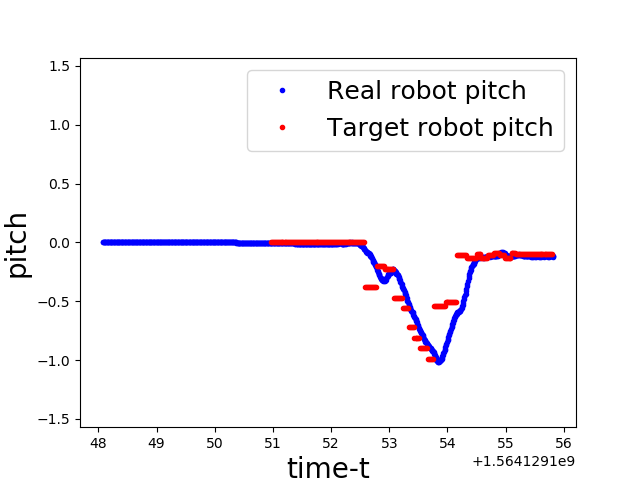 Real robot pitch
Target robot pitch
1.5
1.0
0.5
0.0
−0.5
−1.0
−1.5
pitch
48 49 50 51 52 53 54 55 56
time-t
+1.5641291e9